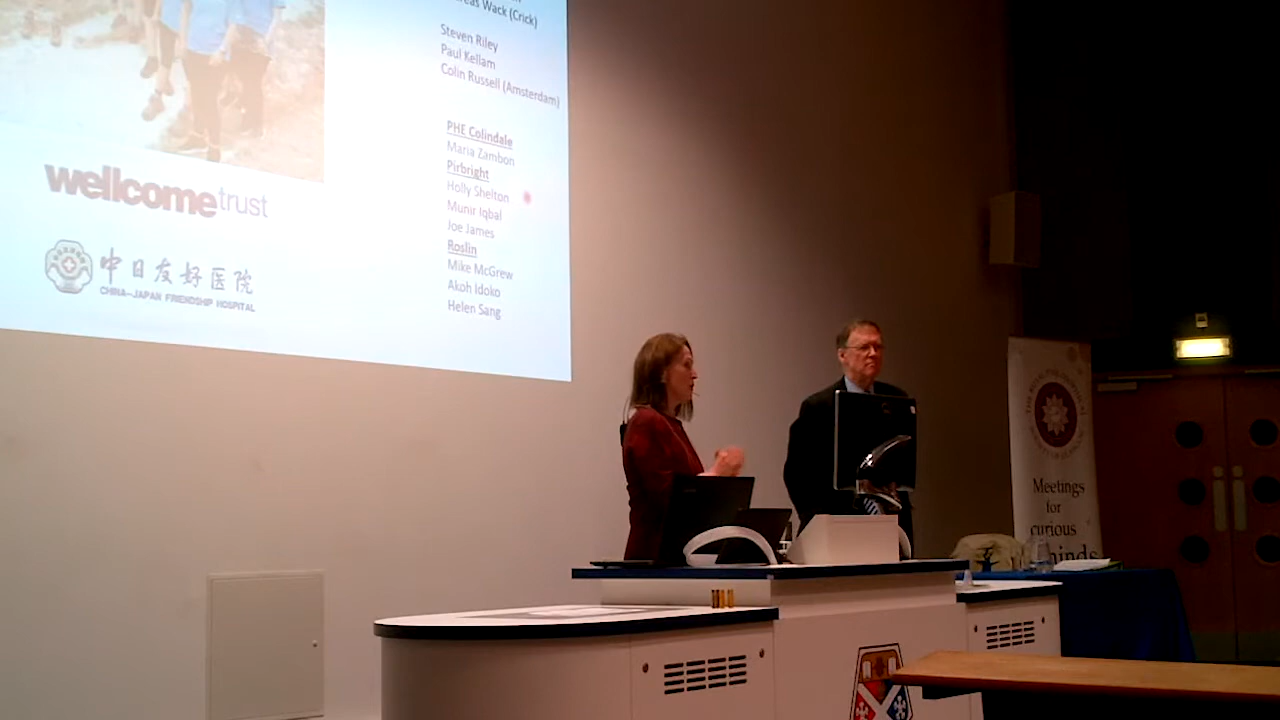 Wack (Crick)
Steven Riley
Paul Kellam
Colin Russell (Amsterdam)
PHE Colindale
Maria Zambon
Pirbright
Holly Shelton
Munir Iqbal
Joe James
Roslin
Mike McGrew
Akoh Idoko
Helen Sang
wellcome trust
中日友好医院
CHINA-JAPAN FRIENDSHIP HOSPITAL
Meetings
for
curious